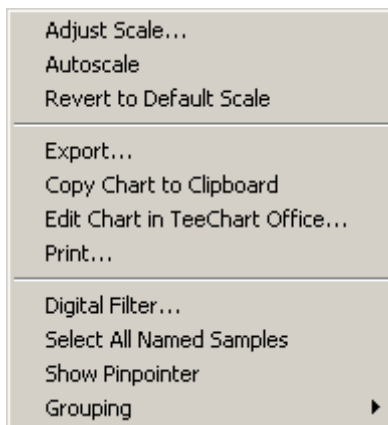 Adjust Scale...
Autoscale
Revert to Default Scale
Export...
Copy Chart to Clipboard
Edit Chart in TeeChart Office...
Print...
Digital Filter...
Select All Named Samples
Show Pinpointer
Grouping